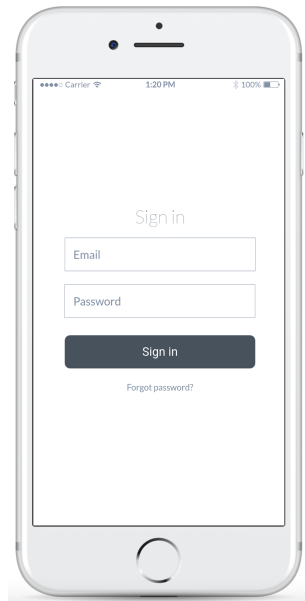 Carrier 1:20 PM 100%
Sign in
Email
Password
Sign in
Forgot password?